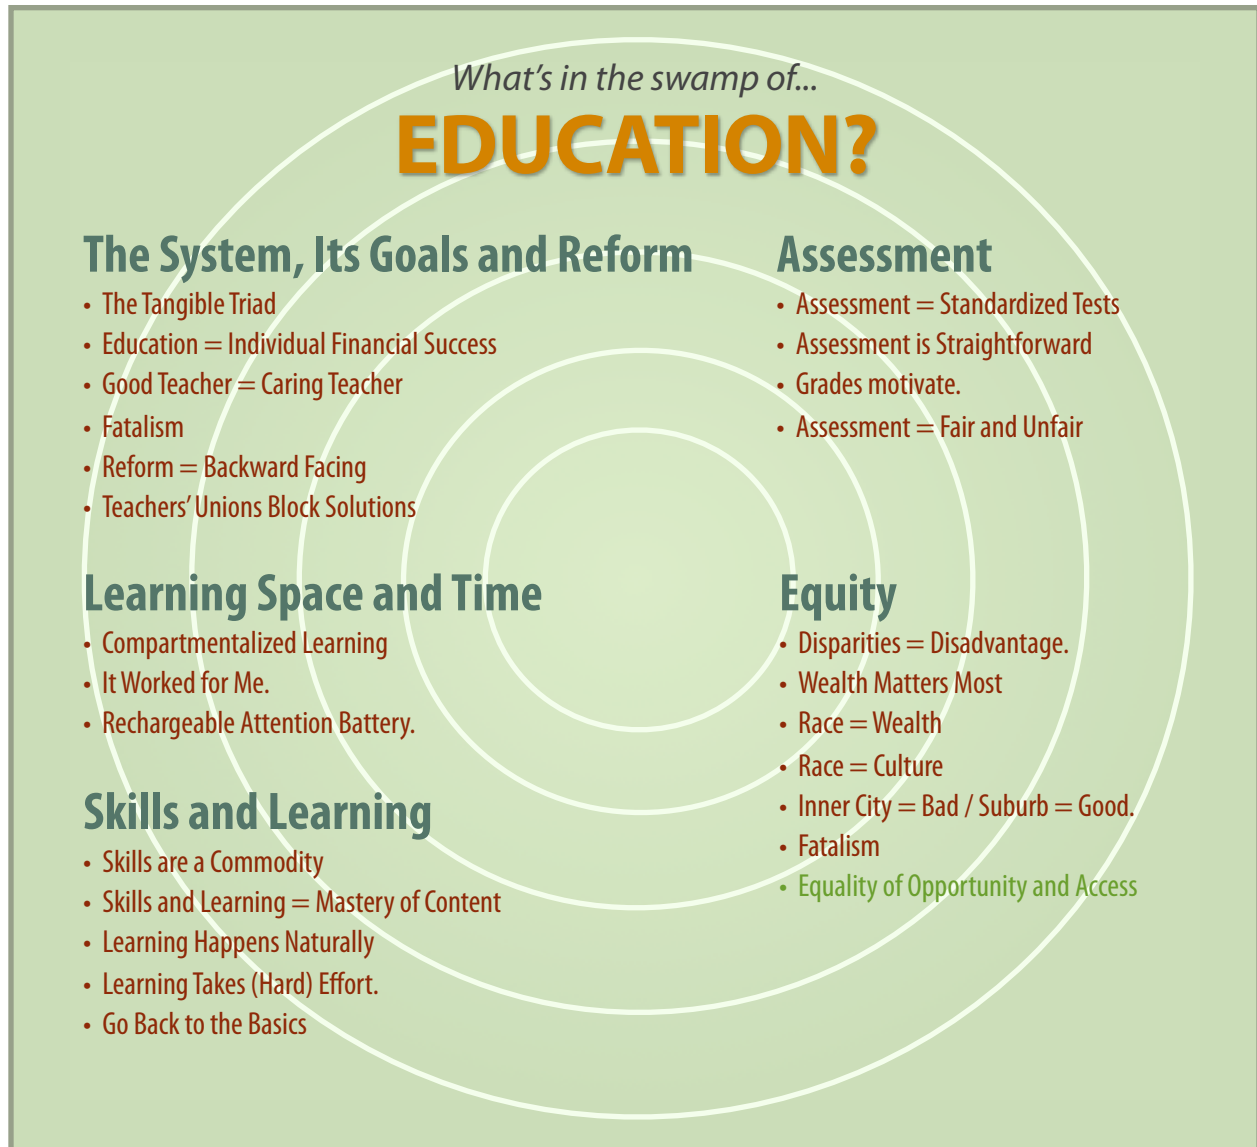 What's in the swamp of...
EDUCATION?
The System, Its Goals and Reform
• The Tangible Triad
• Education = Individual Financial Success
• Good Teacher = Caring Teacher
• Fatalism
• Reform = Backward Facing
• Teachers' Unions Block Solutions
Assessment
• Assessment = Standardized Tests
• Assessment is Straightforward
• Grades motivate.
• Assessment = Fair and Unfair
Learning Space and Time
• Compartmentalized Learning
• It Worked for Me.
• Rechargeable Attention Battery.
Equity
• Disparities = Disadvantage.
• Wealth Matters Most
• Race = Wealth
• Race = Culture
• Inner City = Bad / Suburb = Good.
• Fatalism
• Equality of Opportunity and Access
Skills and Learning
• Skills are a Commodity
• Skills and Learning = Mastery of Content
• Learning Happens Naturally
• Learning Takes (Hard) Effort.
• Go Back to the Basics